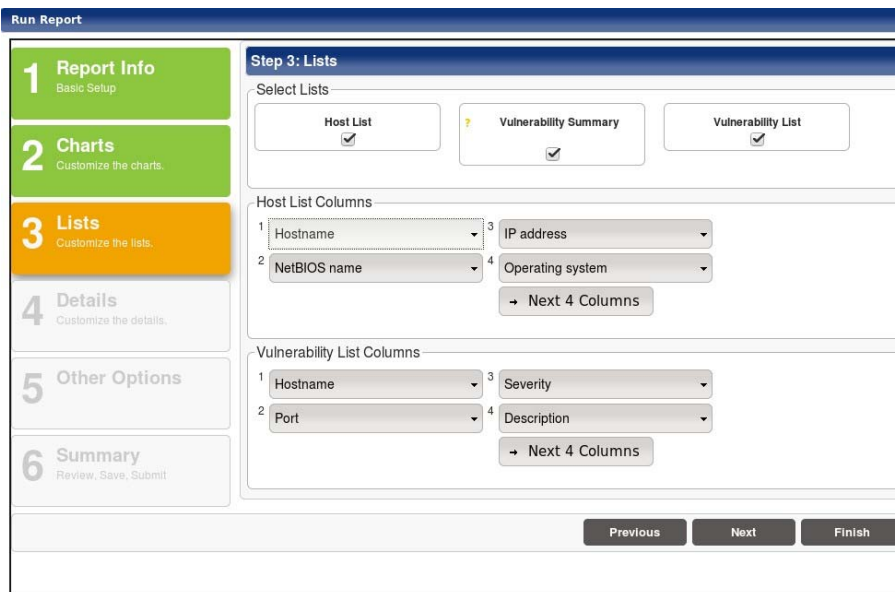 Run Report
1
Report Info
Basic Setup
2
Charts
Customize the charts.
3
Lists
Customize the lists.
4
Details
Customize the details.
5
Other Options
6
Summary
Review, Save, Submit
Step 3: Lists
Select Lists
Host List
?
Vulnerability Summary
Vulnerability List
Host List Columns
1 Hostname
3 IP address
2 NetBIOS name
4 Operating system
→ Next 4 Columns
Vulnerability List Columns
1 Hostname
3 Severity
2 Port
4 Description
→ Next 4 Columns
Previous
Next
Finish